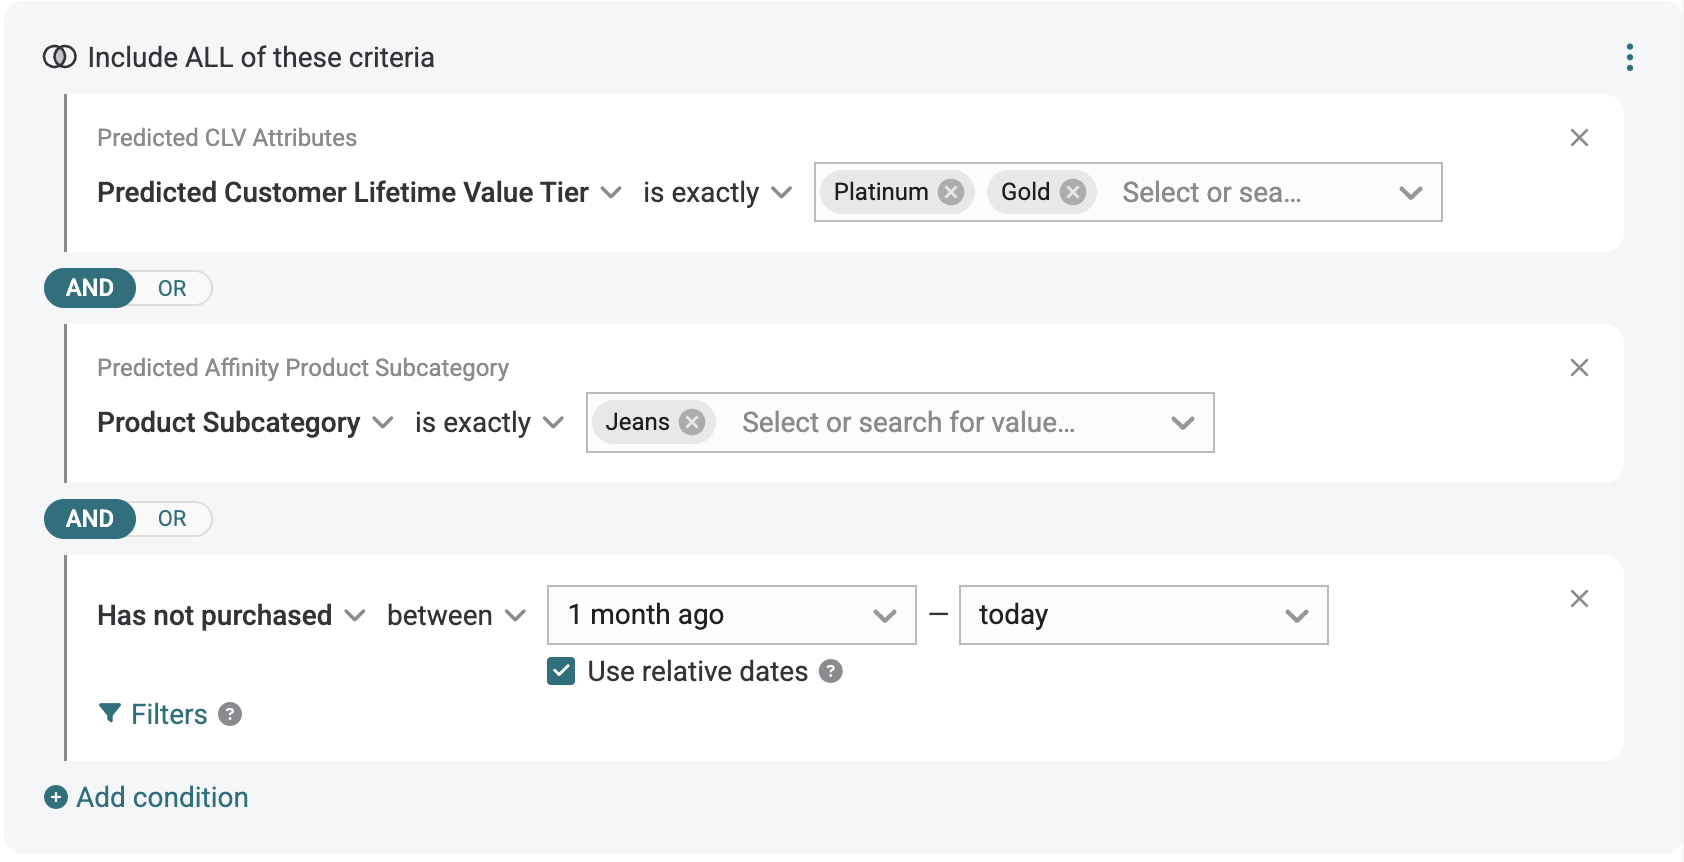 Include ALL of these criteria
Predicted CLV Attributes
Predicted Customer Lifetime Value Tier is exactly Platinum Gold Select or sea...
AND OR
Predicted Affinity Product Subcategory
Product Subcategory is exactly Jeans Select or search for value...
AND OR
Has not purchased between 1 month ago – today
Use relative dates ?
Filters ?
Add condition